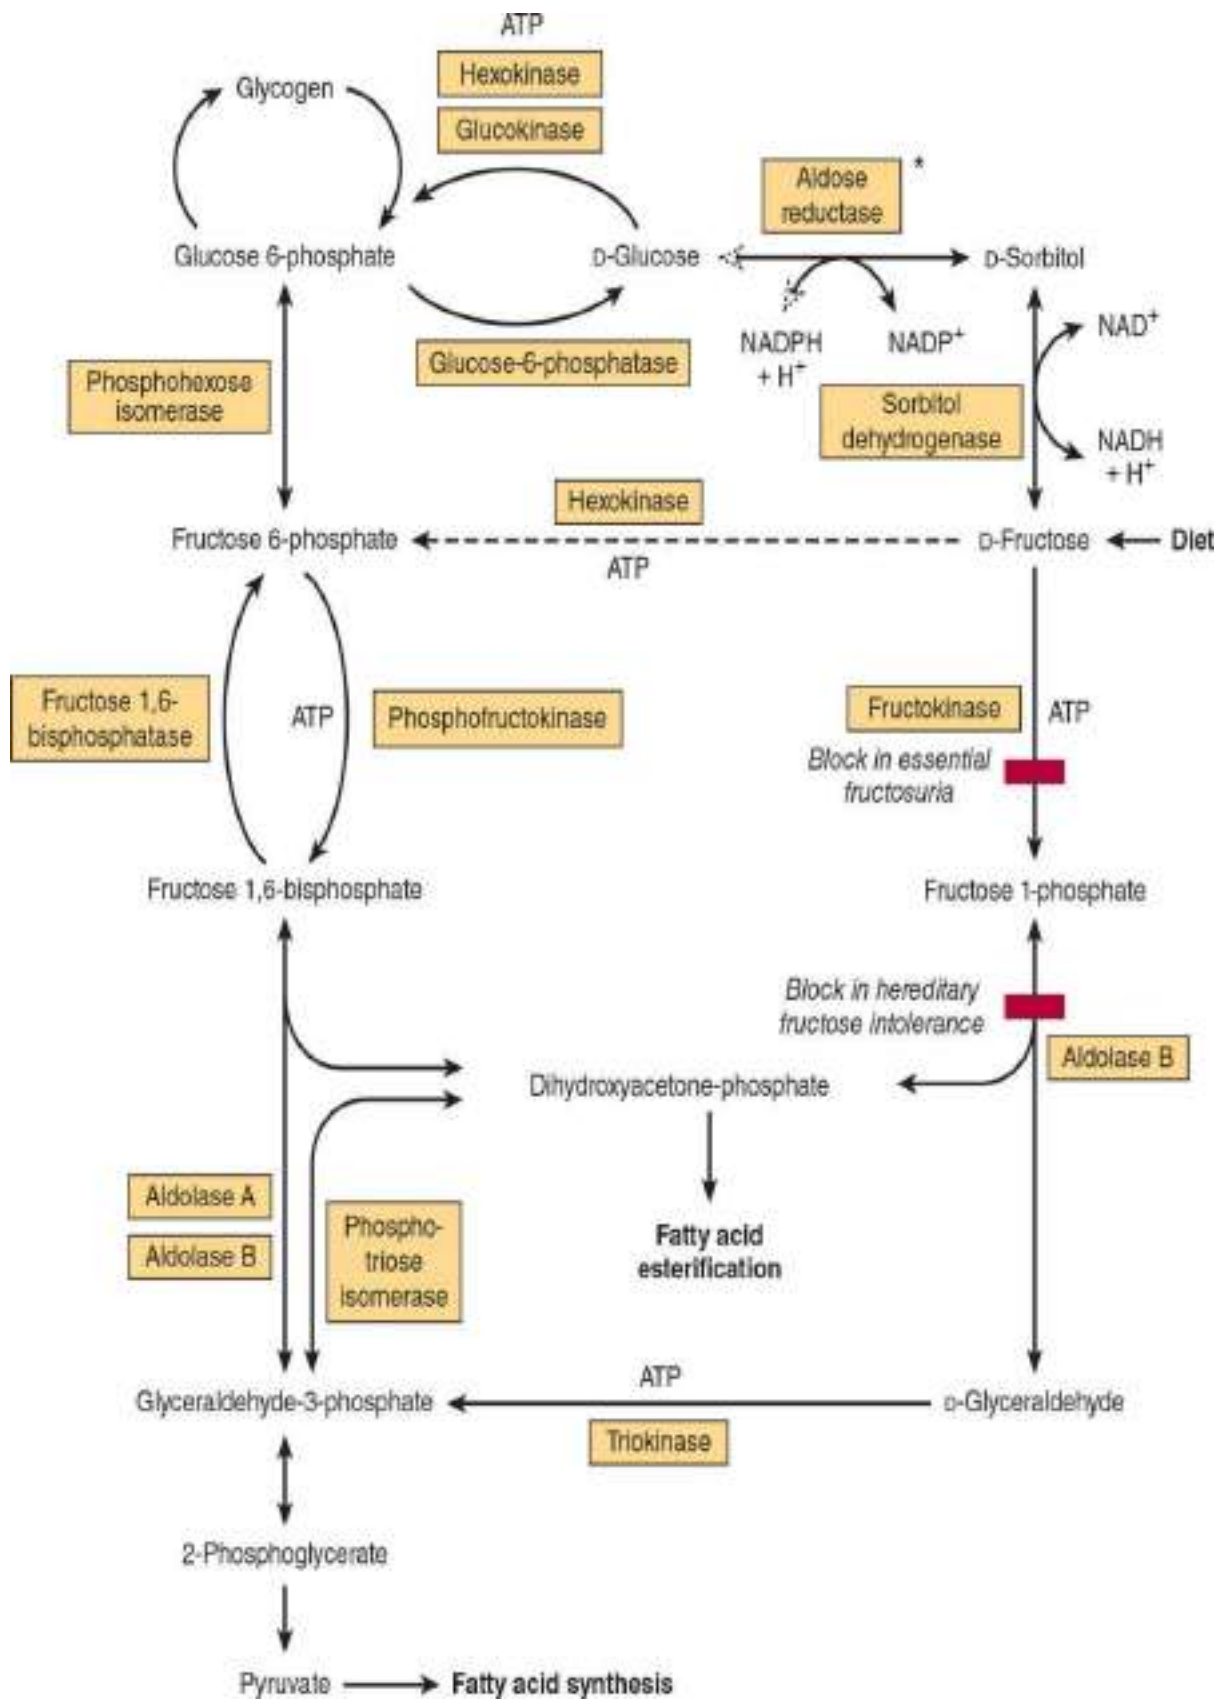 ATP
Hexokinase
Glycogen
Glucokinase
Aldose
reductase
*
Glucose 6-phosphate
D-Glucose
D-Sorbitol
NADPH
+ H⁺
NADP⁺
NAD⁺
Glucose-6-phosphatase
Phosphohexose
isomerase
Sorbitol
dehydrogenase
NADH
+ H⁺
Hexokinase
Fructose 6-phosphate
ATP
D-Fructose
Diet
Fructose 1,6-
bisphosphatase
ATP
Phosphofructokinase
Fructokinase
ATP
Block in essential
fructosuria
Fructose 1,6-bisphosphate
Fructose 1-phosphate
Block in hereditary
fructose intolerance
Aldolase B
Dihydroxyacetone-phosphate
Aldolase A
Aldolase B
Phospho-
triose
isomerase
Fatty acid
esterification
Glyceraldehyde-3-phosphate
ATP
Triokinase
D-Glyceraldehyde
2-Phosphoglycerate
Pyruvate
Fatty acid synthesis